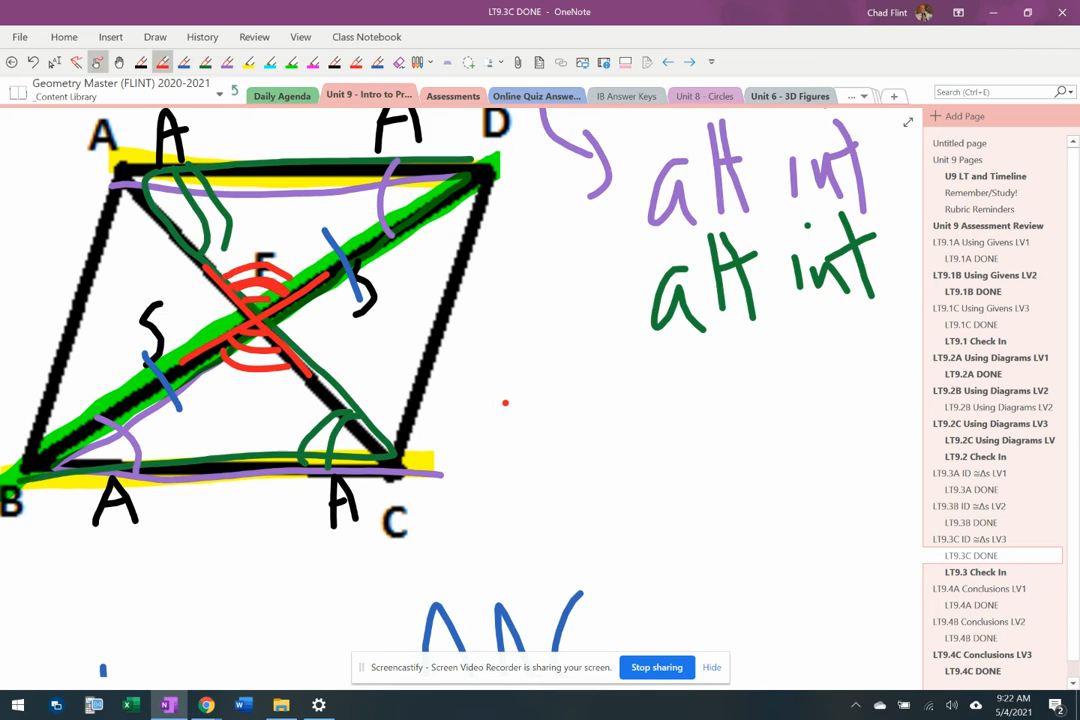 LT9.3C DONE - OneNote
Chad Flint
File Home Insert Draw History Review View Class Notebook
Geometry Master (FLINT) 2020-2021
_Content Library
Daily Agenda
Unit 9 - Intro to Pr...
Assessments
Online Quiz Answe...
IB Answer Keys
Unit 8 - Circles
Unit 6 - 3D Figures
...
Search (Ctrl+E)
Add Page
Untitled page
Unit 9 Pages
U9 LT and Timeline
Remember/Study!
Rubric Reminders
Unit 9 Assessment Review
LT9.1A Using Givens LV1
LT9.1A DONE
LT9.1B Using Givens LV2
LT9.1B DONE
LT9.1C Using Givens LV3
LT9.1C DONE
LT9.1 Check In
LT9.2A Using Diagrams LV1
LT9.2A DONE
LT9.2B Using Diagrams LV2
LT9.2B Using Diagrams LV2
LT9.2C Using Diagrams LV3
LT9.2C Using Diagrams LV
LT9.2 Check In
LT9.3A ID ≅Δs LV1
LT9.3A DONE
LT9.3B ID ≅Δs LV2
LT9.3B DONE
LT9.3C ID ≅Δs LV3
LT9.3C DONE
LT9.3 Check In
LT9.4A Conclusions LV1
LT9.4A DONE
LT9.4B Conclusions LV2
LT9.4B DONE
LT9.4C Conclusions LV3
LT9.4C DONE
A A A D
alt int
alt int
E
S S
B A A C
Screencastify - Screen Video Recorder is sharing your screen.
Stop sharing
Hide
9:22 AM
5/4/2021
2